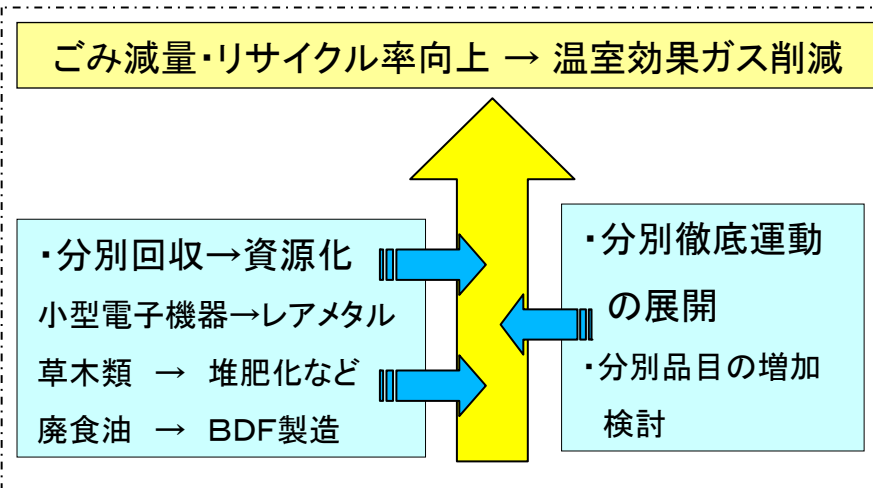 ごみ減量・リサイクル率向上 → 温室効果ガス削減
・分別回収→資源化
小型電子機器→レアメタル
草木類 → 堆肥化など
廃食油 → BDF製造
・分別徹底運動
の展開
・分別品目の増加
検討